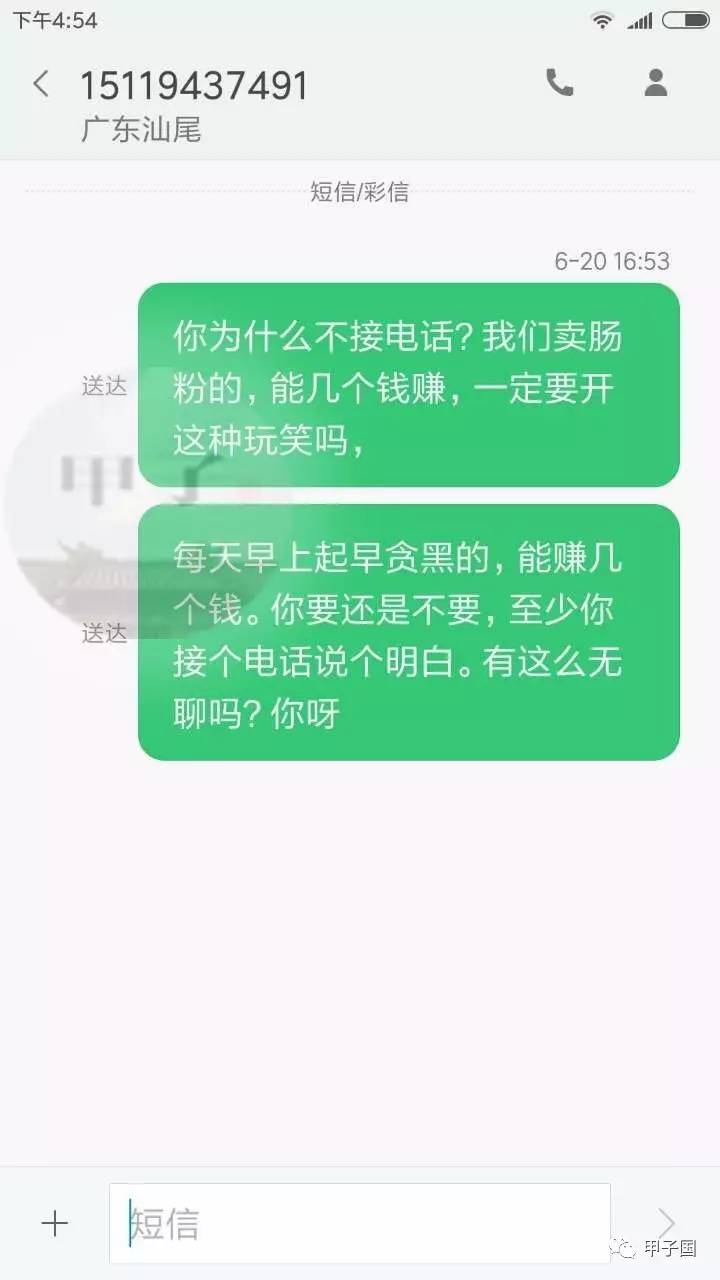 下午4:54
15119437491
广东汕尾
短信/彩信
6-20 16:53
你为什么不接电话？我们卖肠
粉的，能几个钱赚，一定要开
这种玩笑吗，
送达
甲子
每天早上起早贪黑的，能赚几
个钱。你要还是不要，至少你
接个电话说个明白。有这么无
聊吗？你呀
送达
短信
甲子国